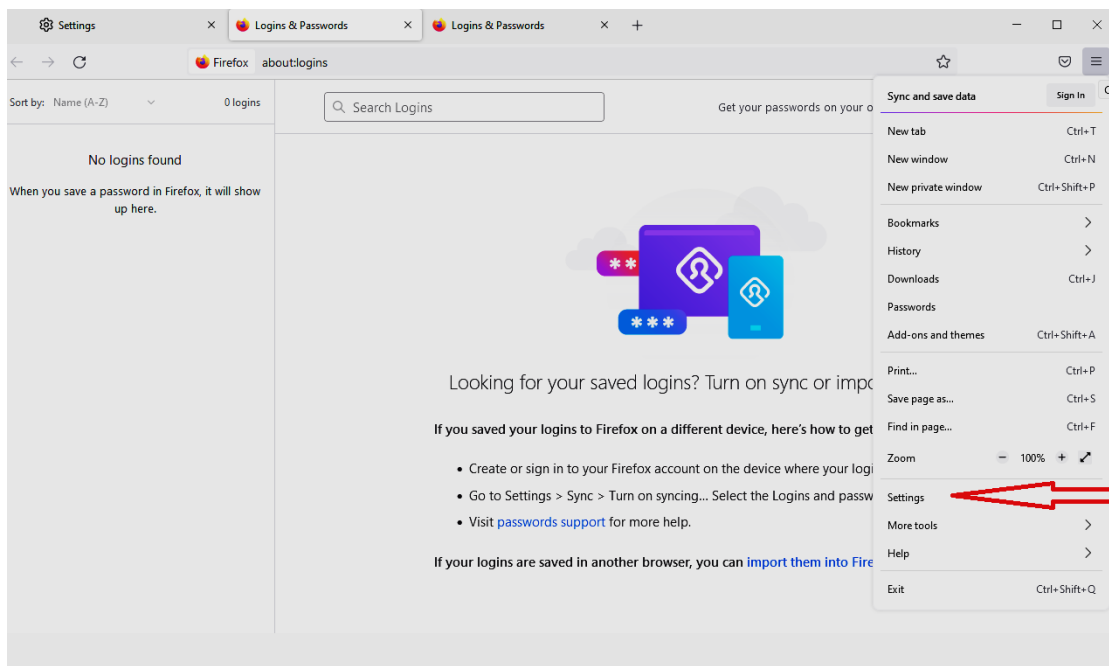 Settings
Logins & Passwords
Logins & Passwords
Firefox about:logins
Sort by: Name (A-Z) 0 logins
No logins found
When you save a password in Firefox, it will show
up here.
Search Logins
Get your passwords on your o
** 
***
Looking for your saved logins? Turn on sync or impo
If you saved your logins to Firefox on a different device, here's how to get
• Create or sign in to your Firefox account on the device where your logi
• Go to Settings > Sync > Turn on syncing... Select the Logins and passw
• Visit passwords support for more help.
If your logins are saved in another browser, you can import them into Fire
Sync and save data Sign In
New tab Ctrl+T
New window Ctrl+N
New private window Ctrl+Shift+P
Bookmarks
History
Downloads Ctrl+J
Passwords
Add-ons and themes Ctrl+Shift+A
Print... Ctrl+P
Save page as... Ctrl+S
Find in page... Ctrl+F
Zoom − 100% +
Settings
More tools
Help
Exit Ctrl+Shift+Q